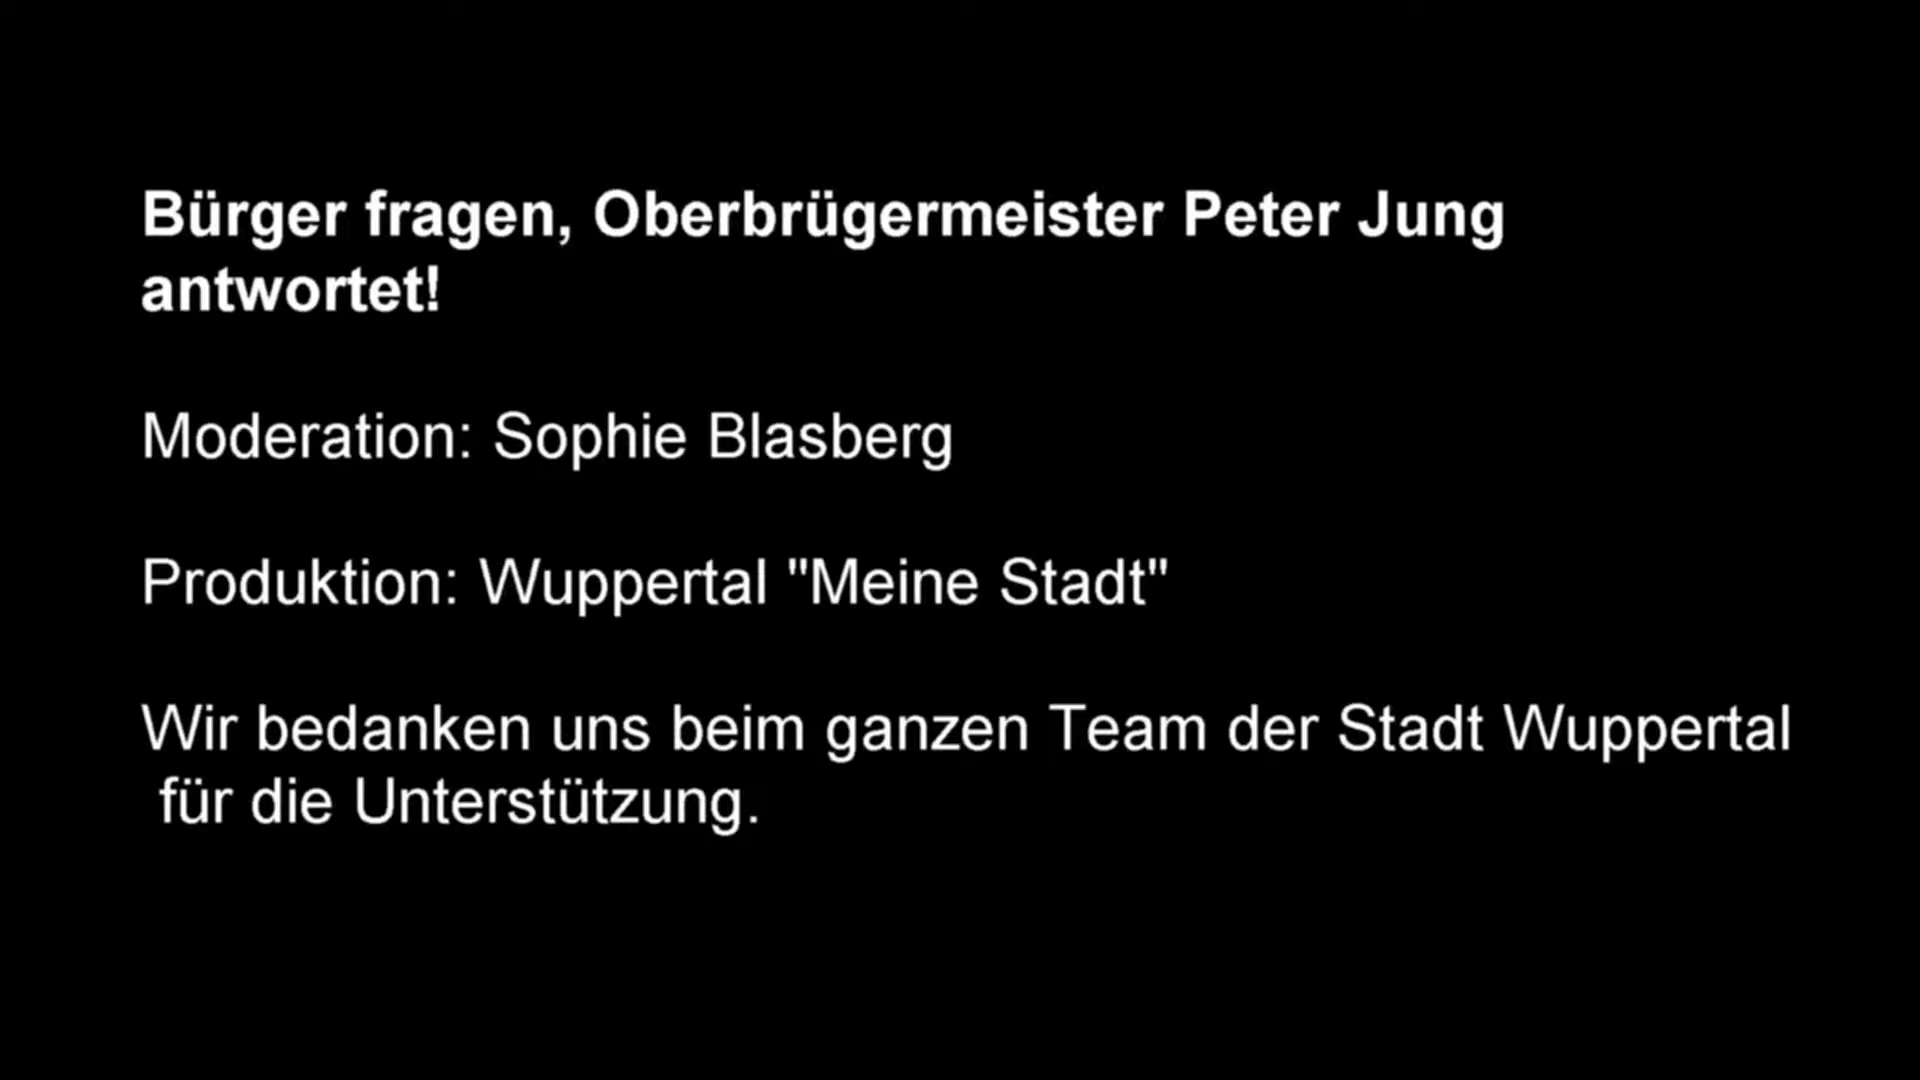 Bürger fragen, Oberbrügermeister Peter Jung
antwortet!
Moderation: Sophie Blasberg
Produktion: Wuppertal "Meine Stadt"
Wir bedanken uns beim ganzen Team der Stadt Wuppertal
für die Unterstützung.